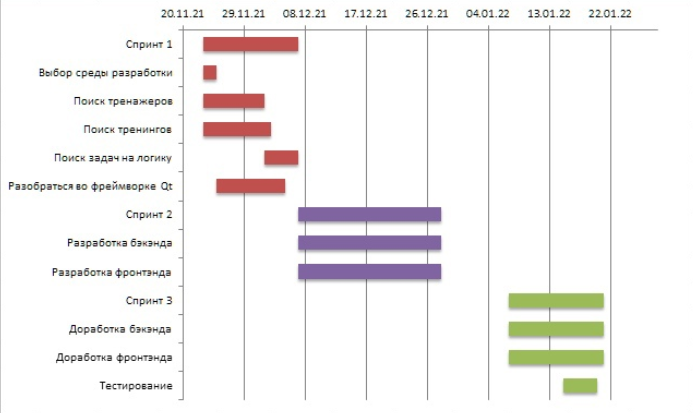 20.11.21 29.11.21 08.12.21 17.12.21 26.12.21 04.01.22 13.01.22 22.01.22
Спринт 1
Выбор среды разработки
Поиск тренажеров
Поиск тренингов
Поиск задач на логику
Разобраться во фреймворке Qt
Спринт 2
Разработка бэкэнда
Разработка фронтэнда
Спринт 3
Доработка бэкэнда
Доработка фронтэнда
Тестирование